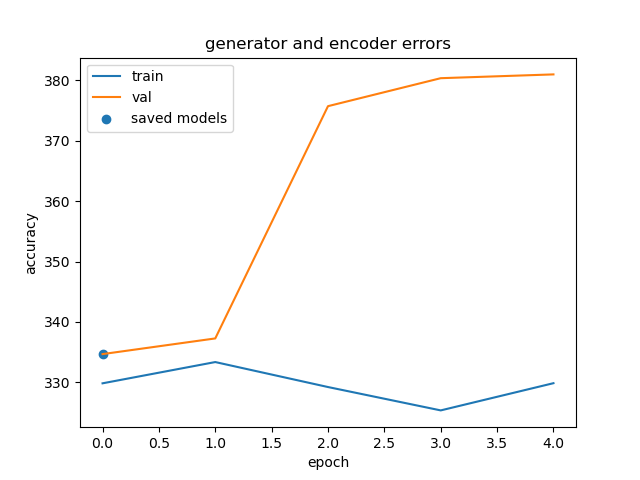 generator and encoder errors
train
val
saved models
accuracy
380
370
360
350
340
330
0.0 0.5 1.0 1.5 2.0 2.5 3.0 3.5 4.0
epoch